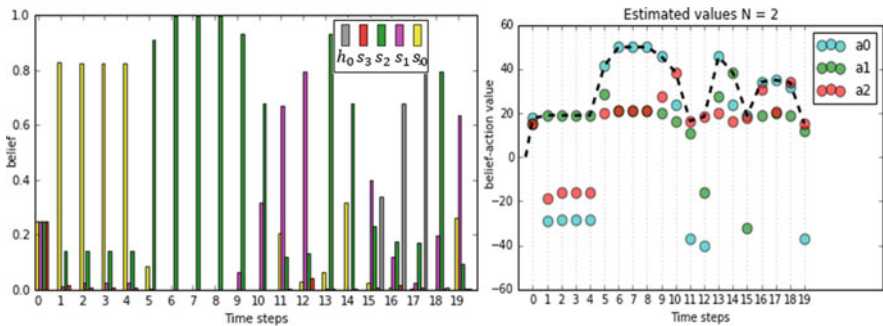 1.0
0.8
0.6
0.4
0.2
0.0
belief
h₀ s₃ s₂ s₁ s₀
0 1 2 3 4 5 6 7 8 9 10 11 12 13 14 15 16 17 18 19
Time steps
Estimated values N = 2
60
40
20
0
−20
−40
−60
belief-action value
a0
a1
a2
0 1 2 3 4 5 6 7 8 9 10 11 12 13 14 15 16 17 18 19
Time steps